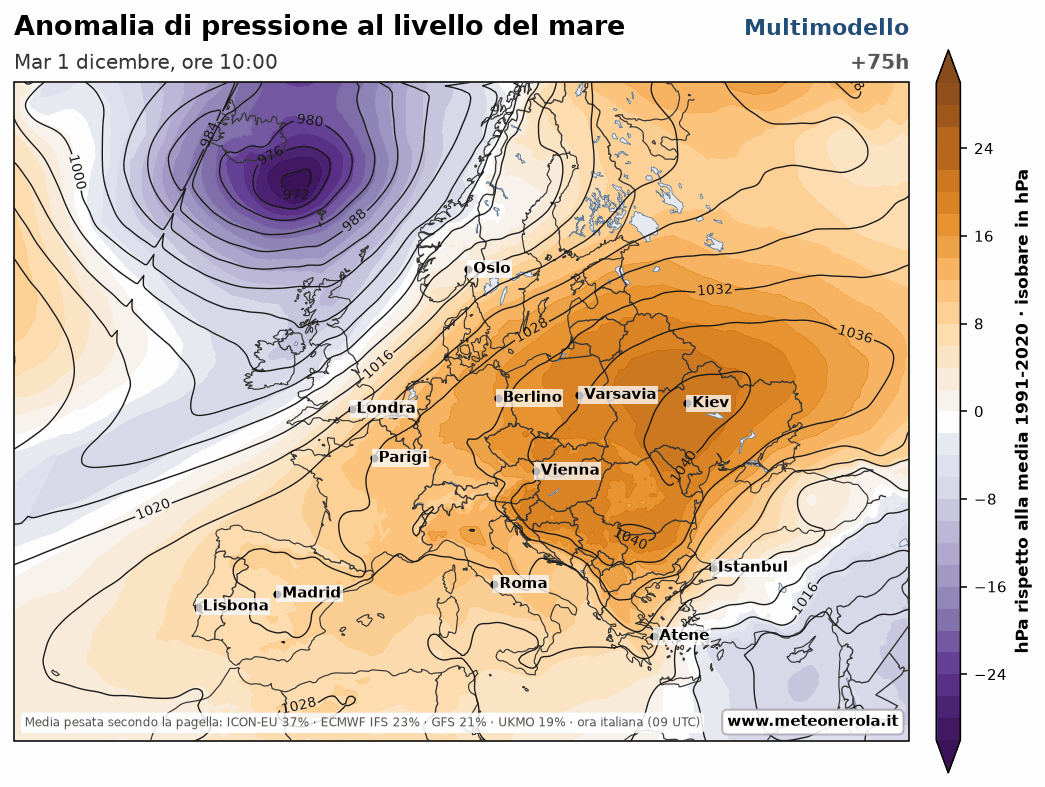 Anomalia di pressione al livello del mare
Multimodello
Mar 1 dicembre, ore 10:00
+75h
980
984
976
1000
972
988
8
Oslo
1032
1028
1036
1016
Berlino
Varsavia
Kiev
Londra
Parigi
Vienna
1040
1020
1040
Istanbul
Roma
Madrid
Lisbona
1016
Atene
1028
Media pesata secondo la pagella: ICON-EU 37% · ECMWF IFS 23% · GFS 21% · UKMO 19% · ora italiana (09 UTC)
www.meteonerola.it
24
16
8
0
−8
−16
−24
hPa rispetto alla media 1991-2020 · isobare in hPa